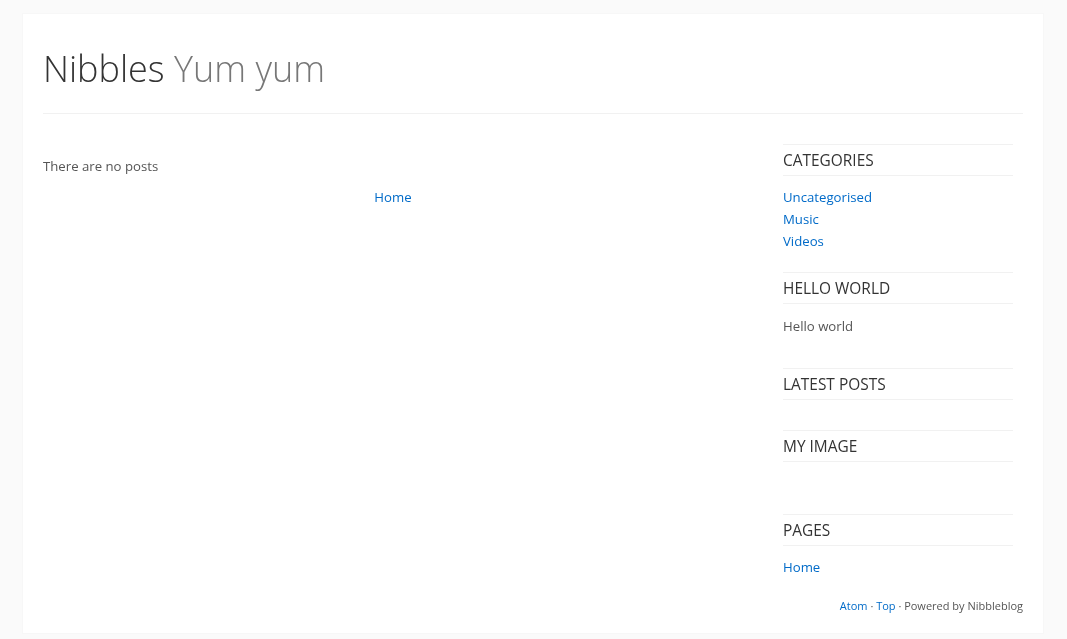 Nibbles Yum yum
There are no posts
Home
CATEGORIES
Uncategorised
Music
Videos
HELLO WORLD
Hello world
LATEST POSTS
MY IMAGE
PAGES
Home
Atom · Top · Powered by Nibbleblog